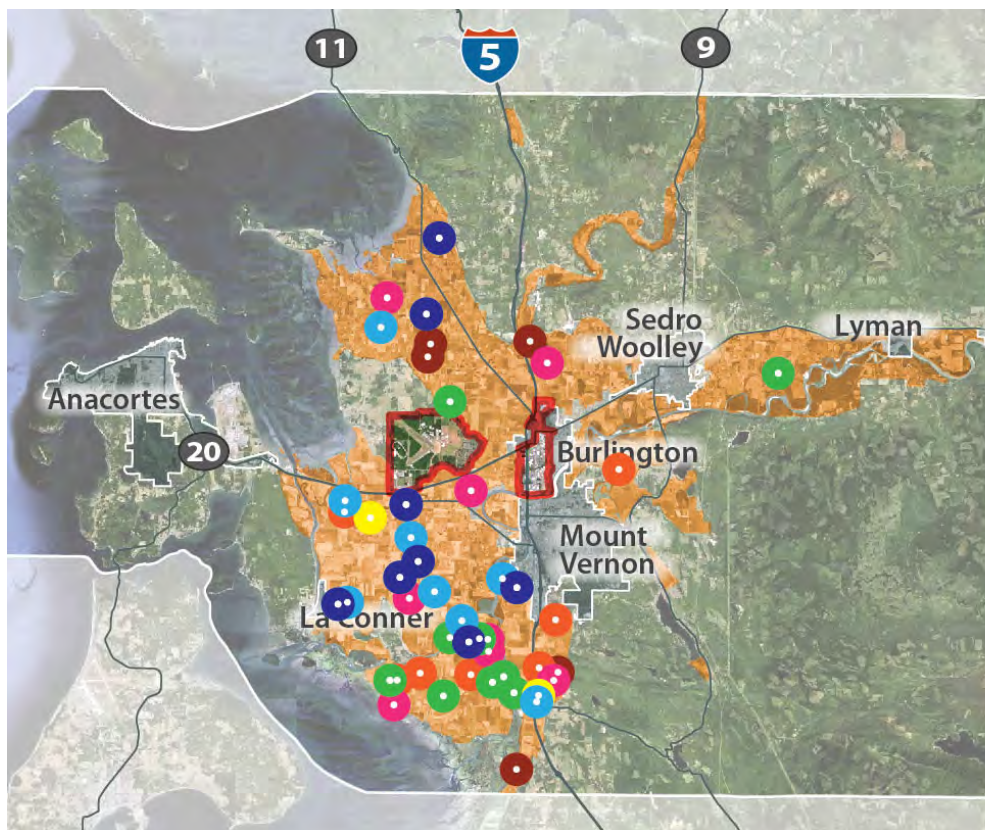 11
5
9
Sedro
Woolley
Lyman
Anacortes
20
Burlington
Mount
Vernon
La Conner